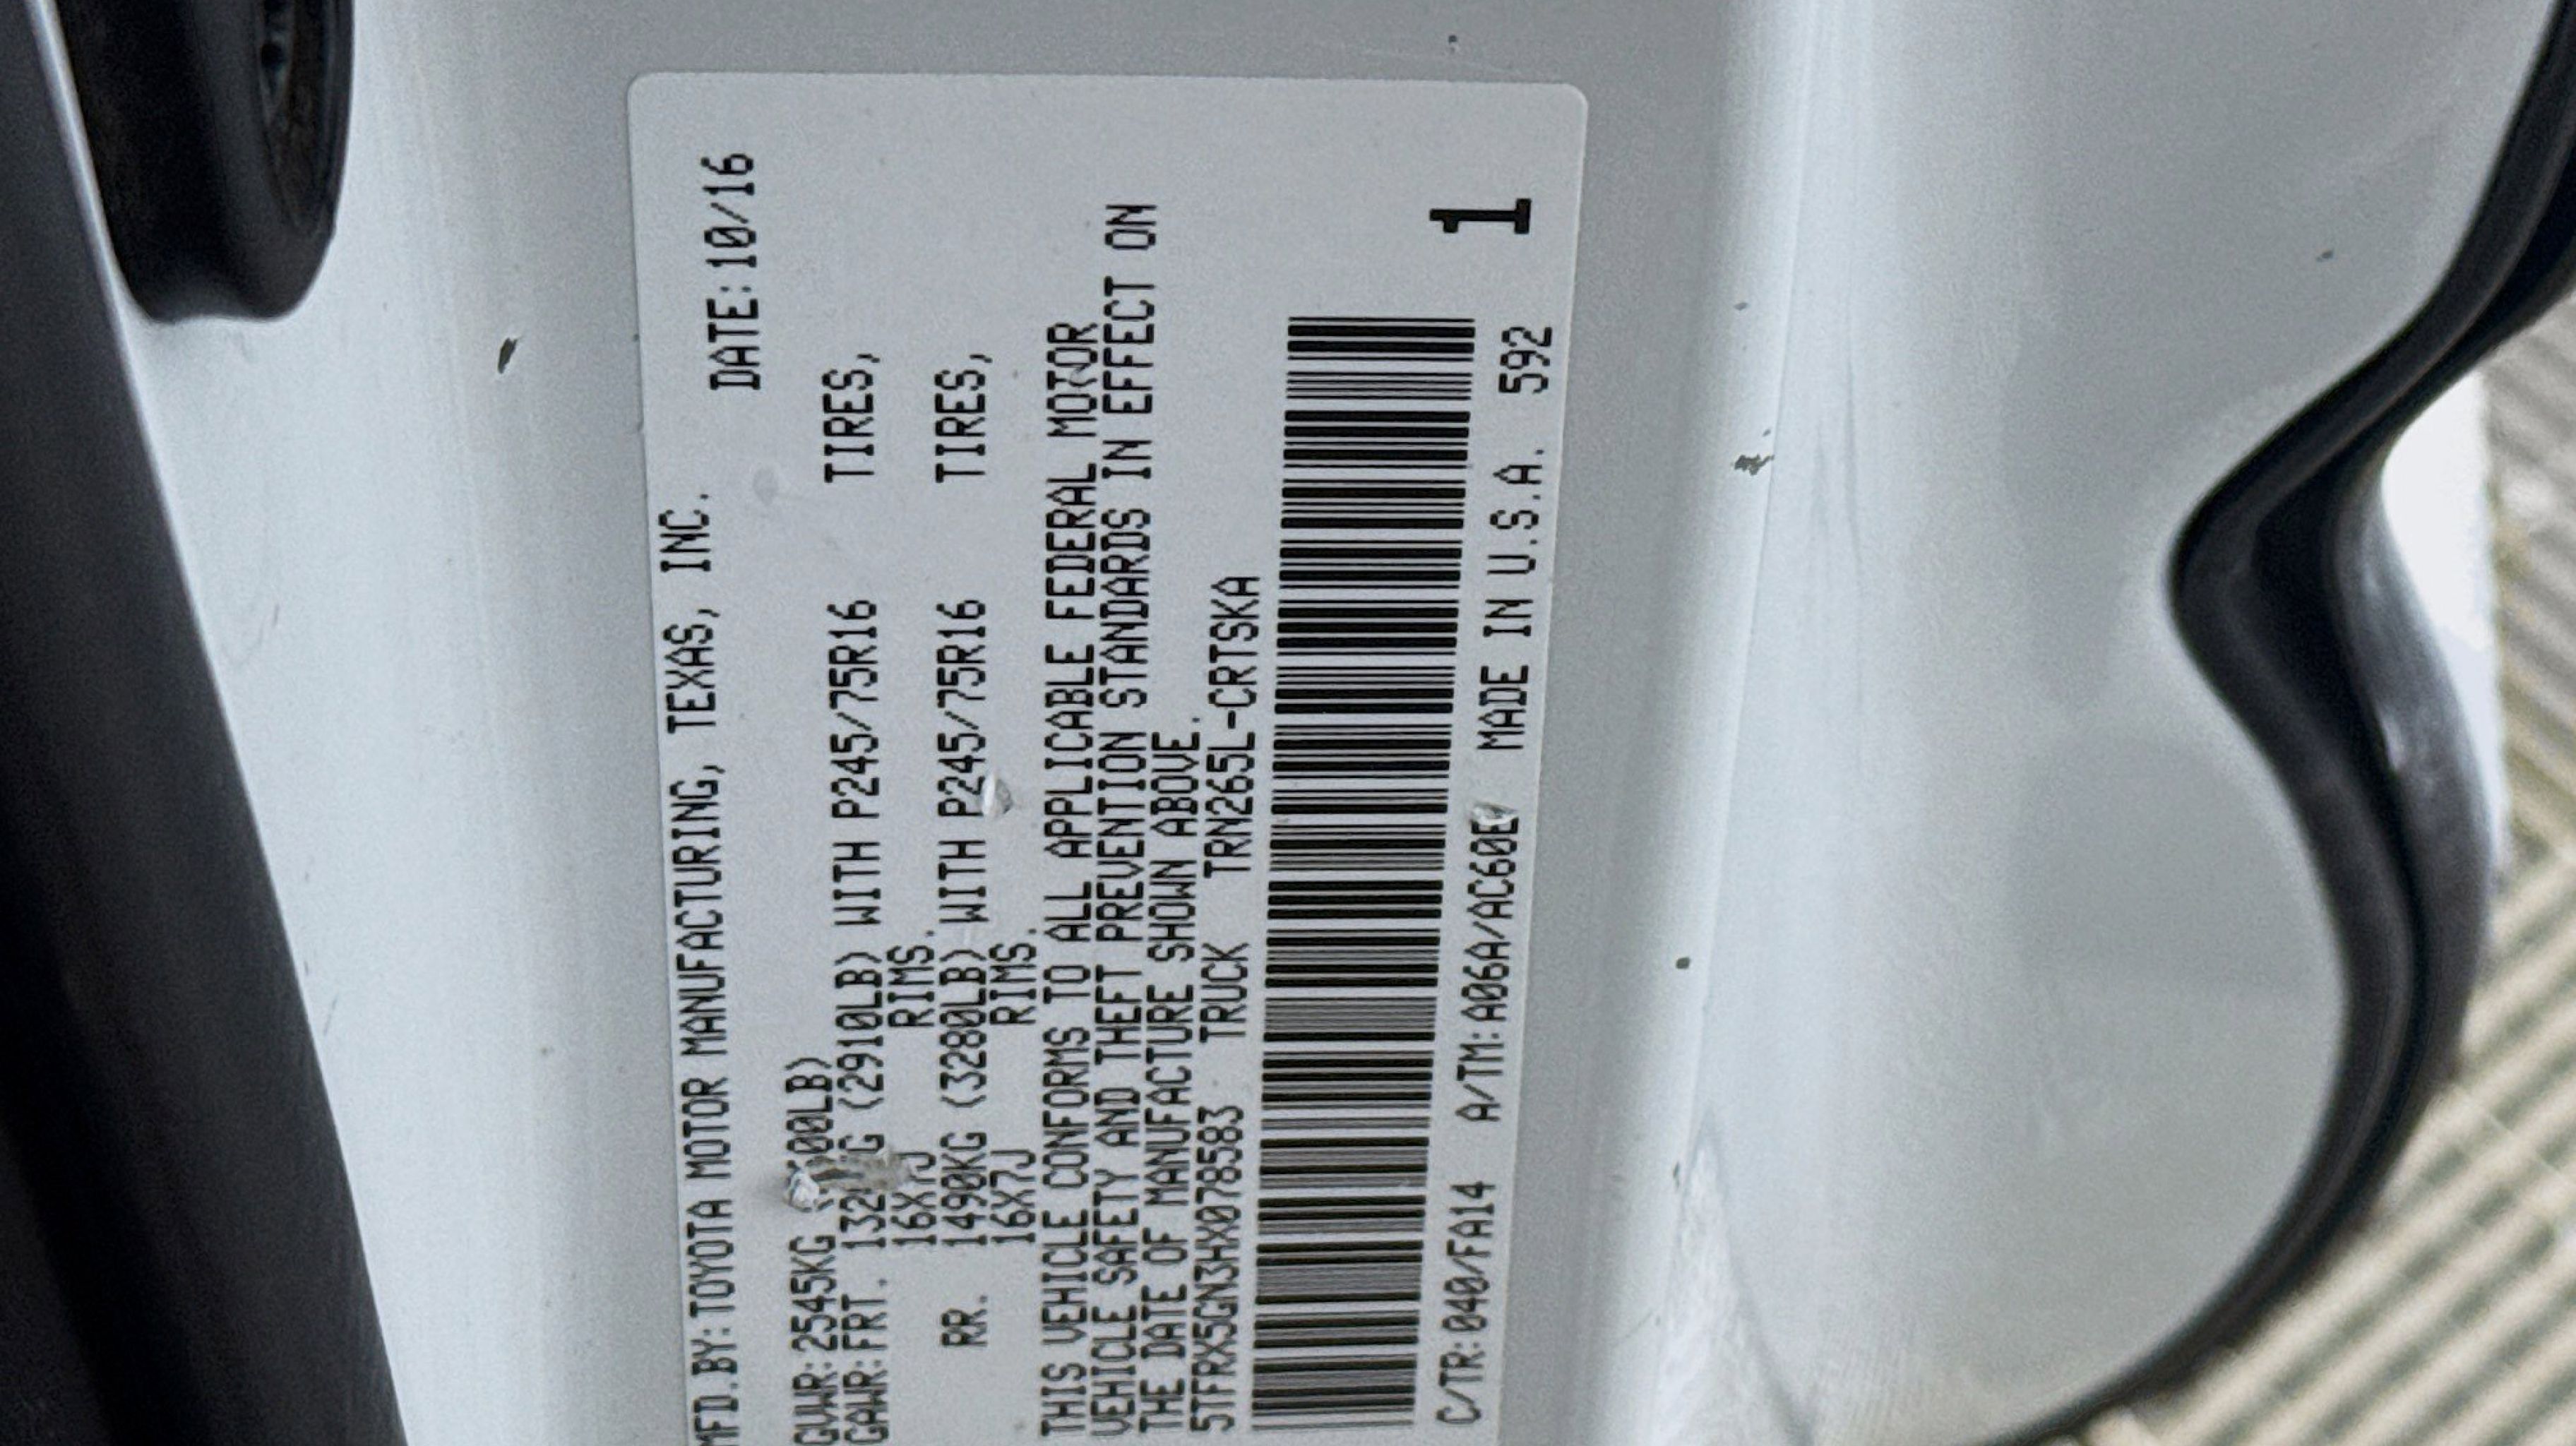 MFD.BY:TOYOTA MOTOR MANUFACTURING, TEXAS, INC.
DATE:10/16
GVWR:2545KG
GAWR:FRT. (2910LB) WITH P245/75R16 TIRES,
16X7J RIMS.
RR. 1490KG (3280LB) WITH P245/75R16 TIRES,
16X7J RIMS.
THIS VEHICLE CONFORMS TO ALL APPLICABLE FEDERAL MOTOR
VEHICLE SAFETY AND THEFT PREVENTION STANDARDS IN EFFECT ON
THE DATE OF MANUFACTURE SHOWN ABOVE.
5TFRX5GN3HX078583 TRUCK TRN265L-CRTSKA
C/TR:040/FA14 A/TM:A06A/AC60E MADE IN U.S.A. 592
1